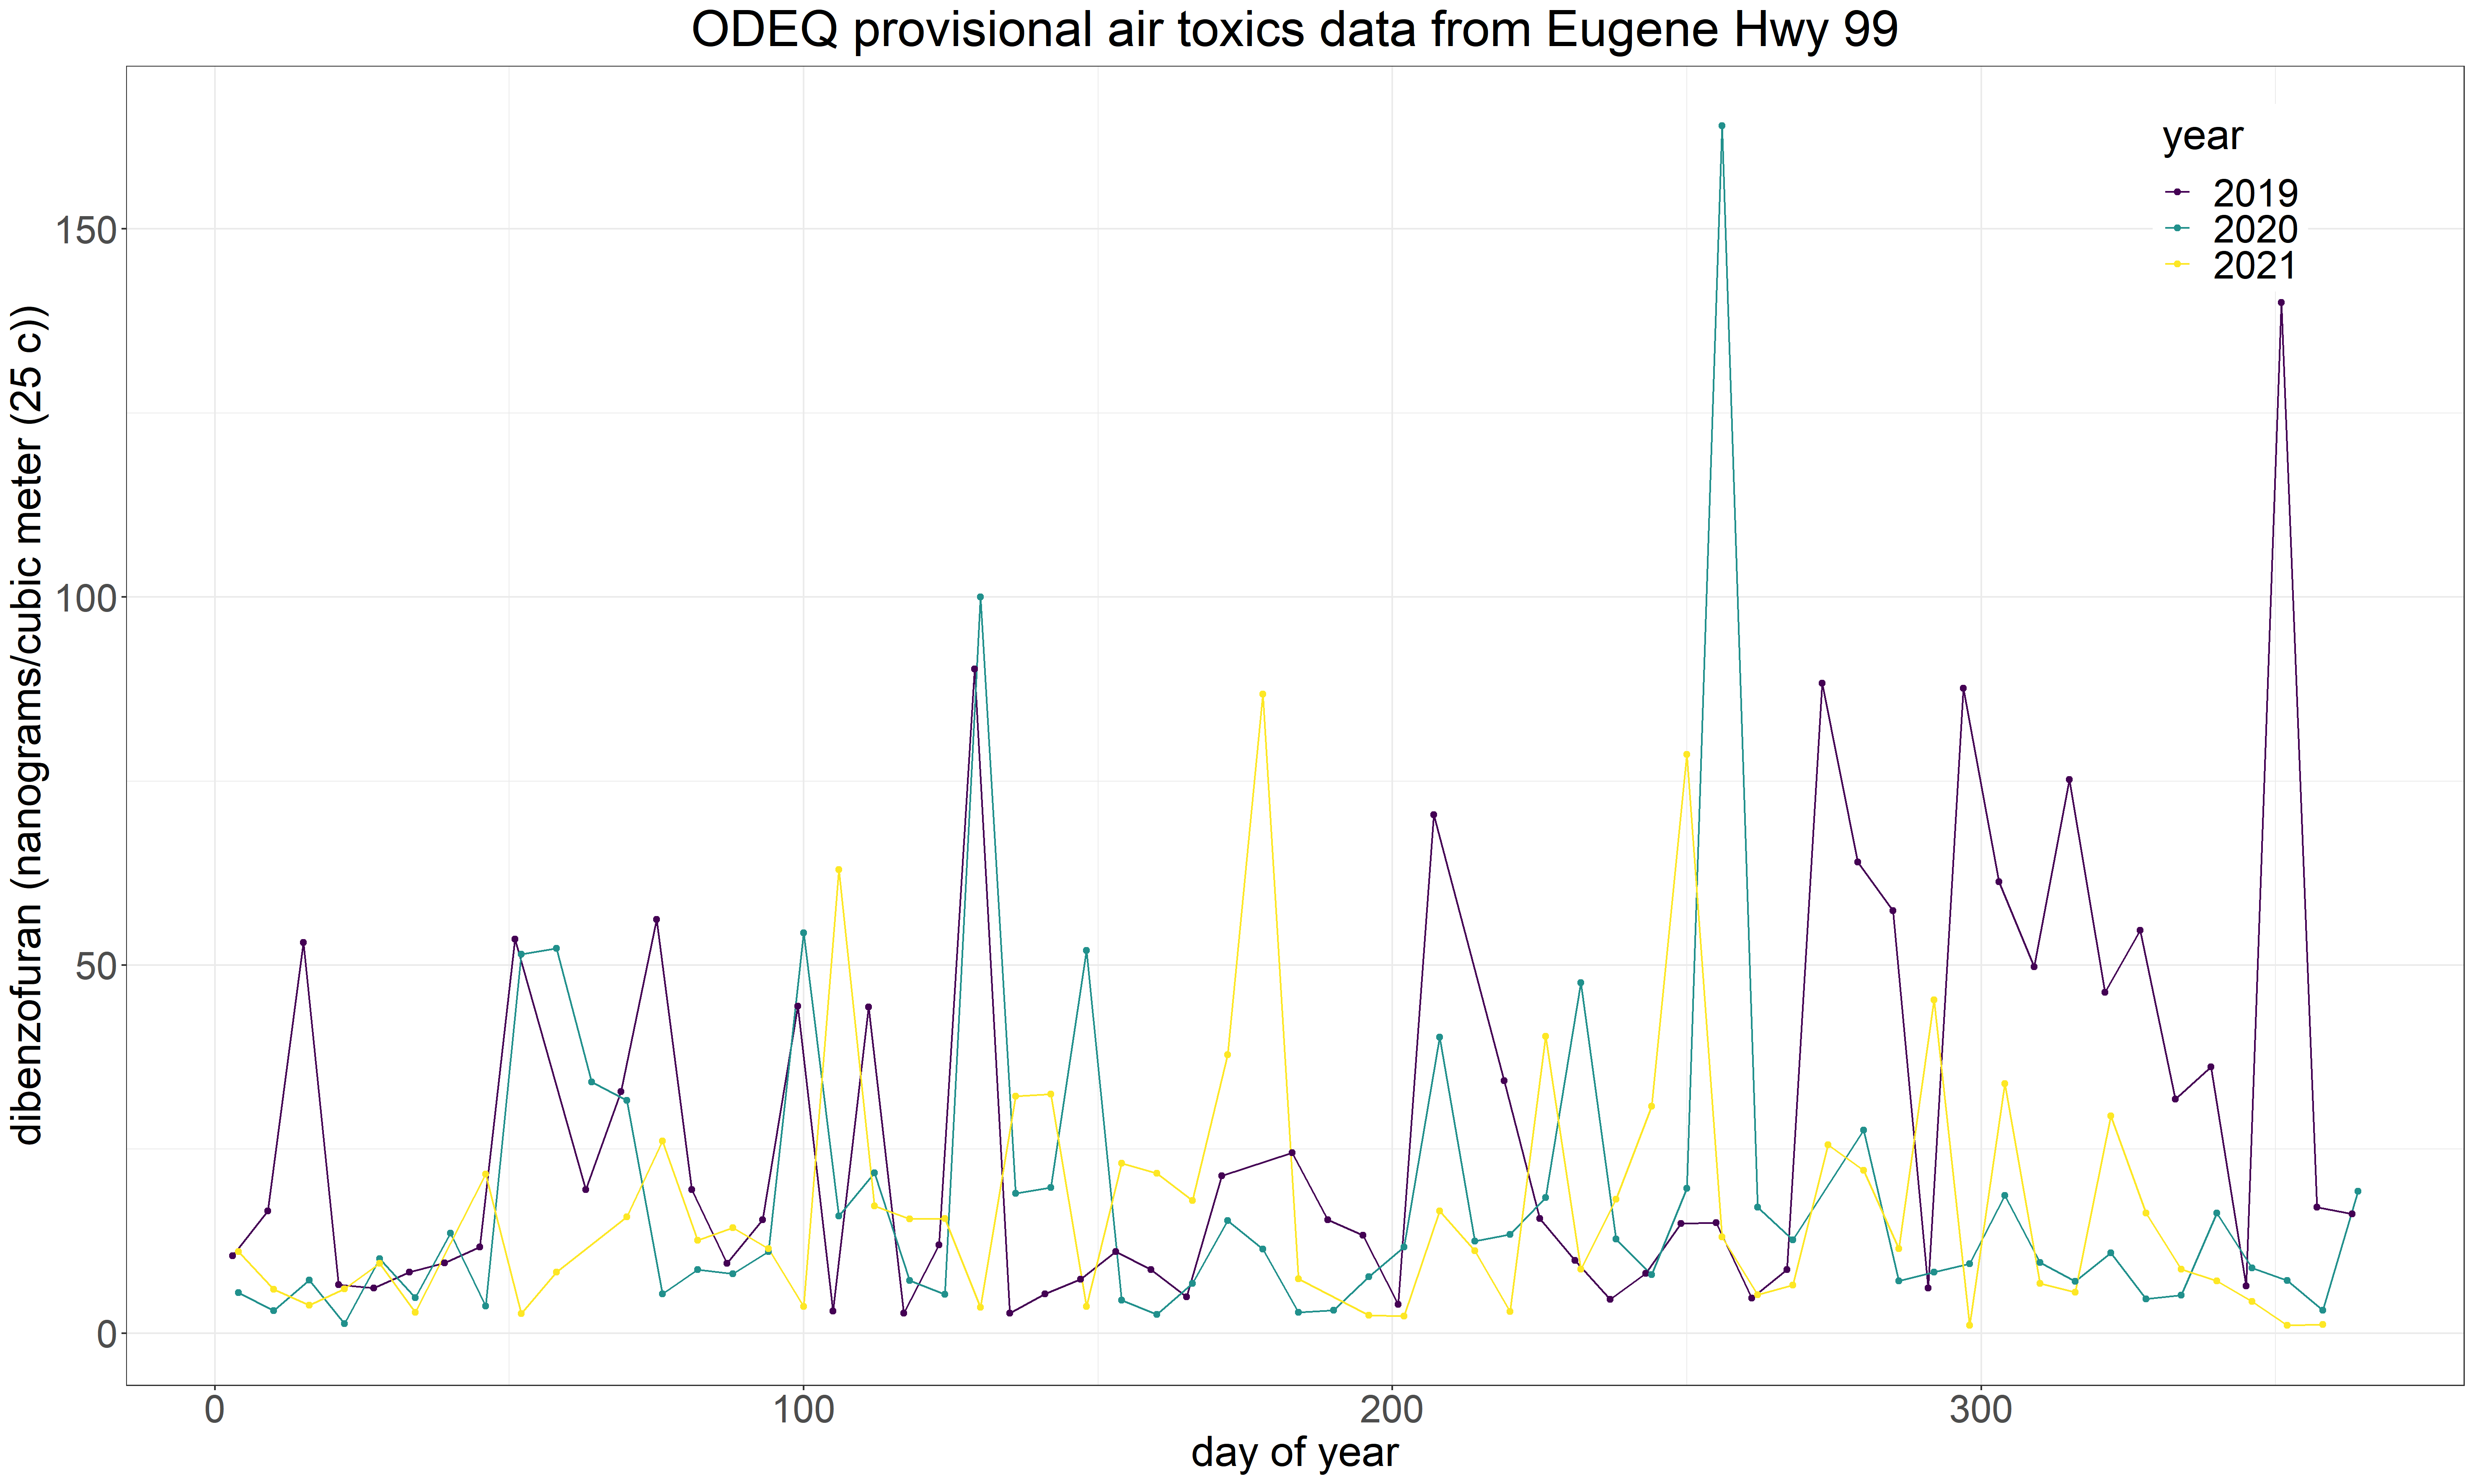 ODEQ provisional air toxics data from Eugene Hwy 99
dibenzofuran (nanograms/cubic meter (25 c))
150
100
50
0
year
2019
2020
2021
0 100 200 300
day of year